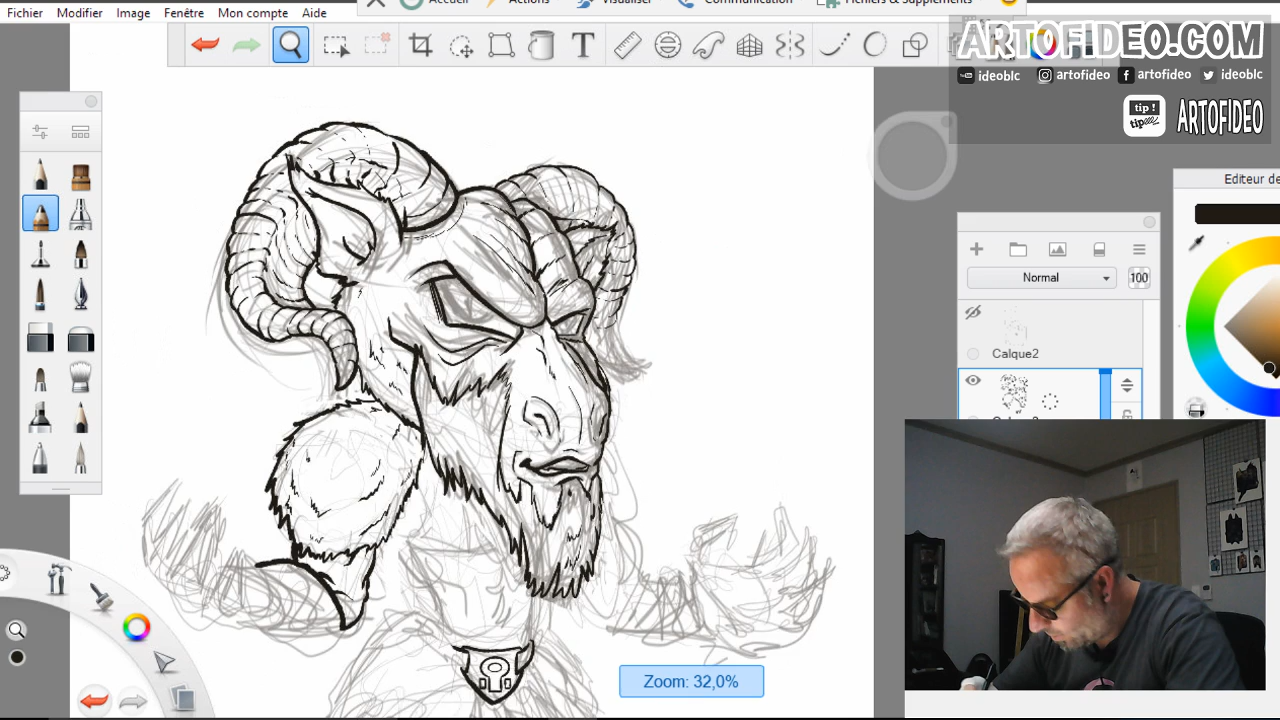 Accueil Actions Visualiser Communication Fichiers & Suppléments
Fichier Modifier Image Fenêtre Mon compte Aide
ARTOFIDEO.COM
ideoblc artofideo artofideo ideoblc
tip !
tip
ARTOFIDEO
Editeur de
Normal 100
Calque2
Zoom: 32,0%